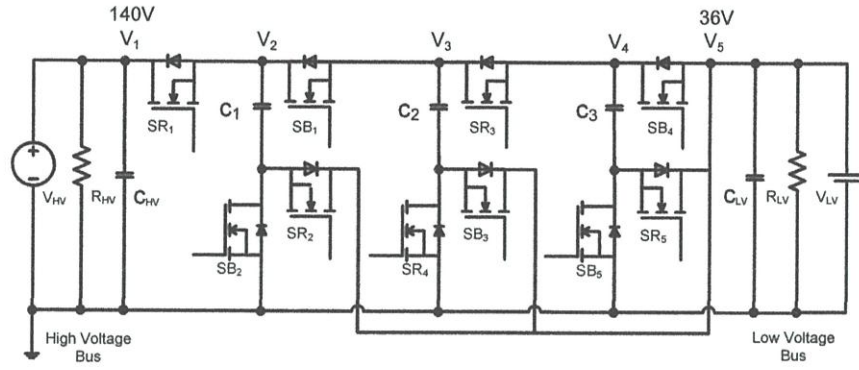 140V
36V
V1
V2
V3
V4
V5
C1
C2
C3
SR1
SB1
SR3
SB4
VHV
RHV
CHV
SR2
SB3
SR5
CLV
RLV
VLV
SB2
SR4
SB5
High Voltage
Bus
Low Voltage
Bus